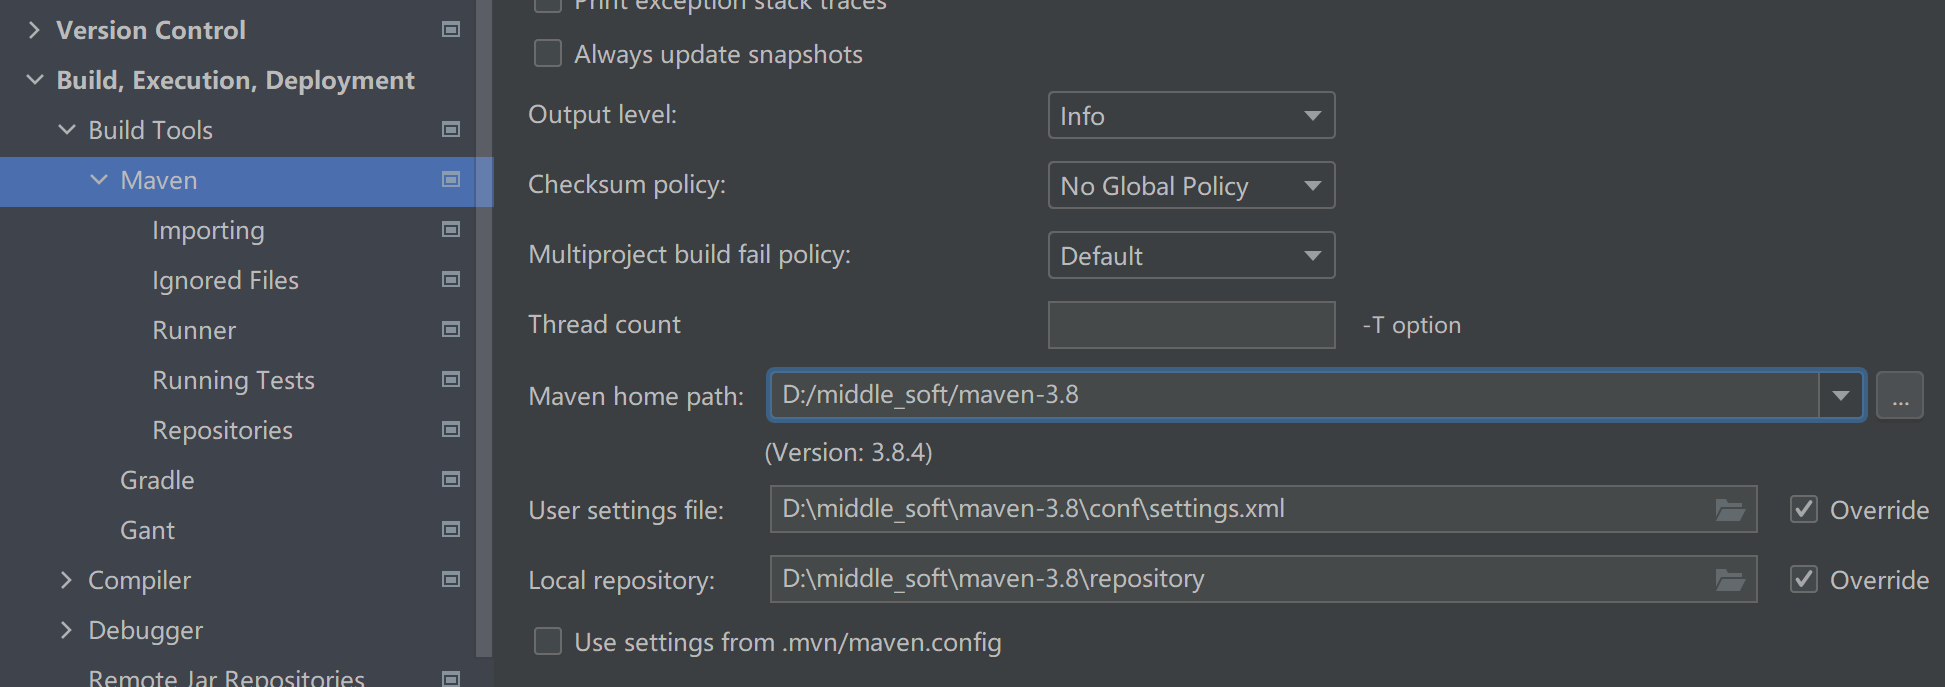 Version Control
Build, Execution, Deployment
Build Tools
Maven
Importing
Ignored Files
Runner
Running Tests
Repositories
Gradle
Gant
Compiler
Debugger
Remote Jar Repositories
Print exception stack traces
Always update snapshots
Output level: Info
Checksum policy: No Global Policy
Multiproject build fail policy: Default
Thread count -T option
Maven home path: D:/middle_soft/maven-3.8 ...
(Version: 3.8.4)
User settings file: D:\middle_soft\maven-3.8\conf\settings.xml Override
Local repository: D:\middle_soft\maven-3.8\repository Override
Use settings from .mvn/maven.config